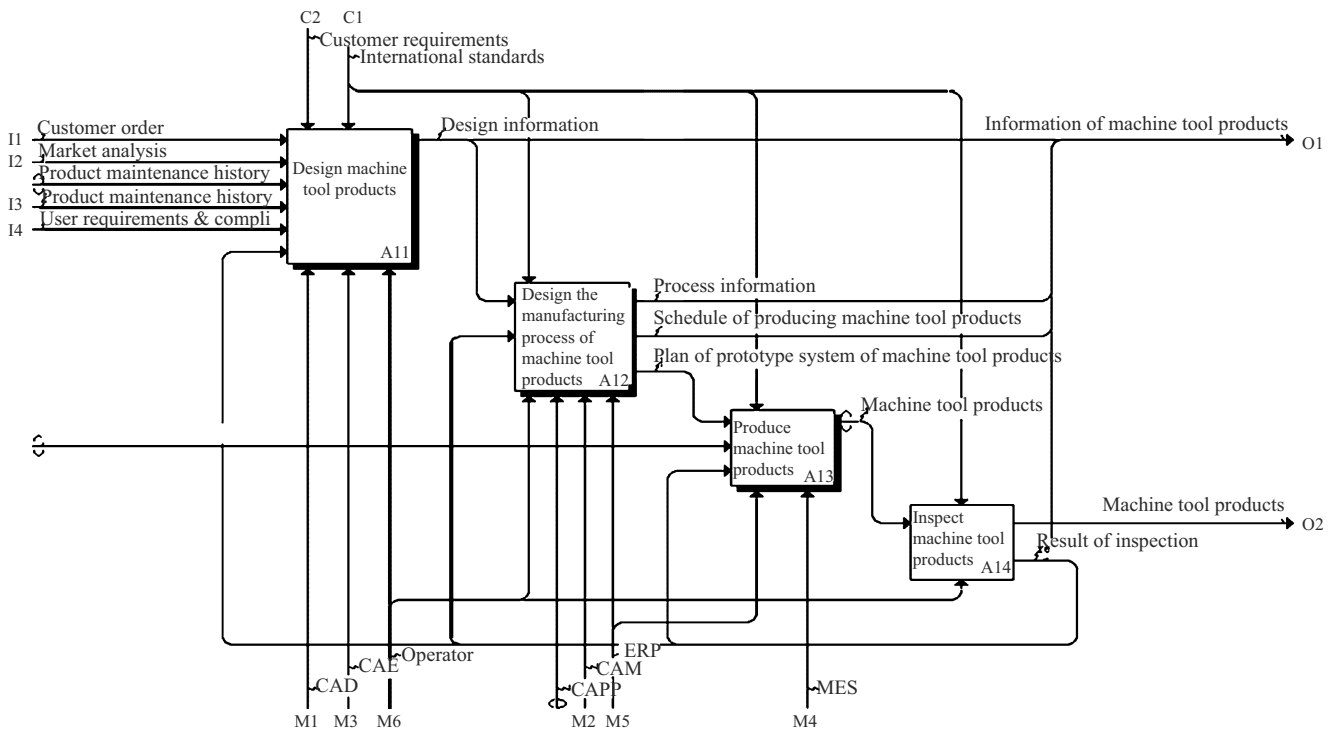 C2 C1
Customer requirements
International standards
I1 Customer order
Design information
Information of machine tool products
O1
I2 Market analysis
Product maintenance history
I3 Product maintenance history
I4 User requirements & compli
Design machine
tool products
A11
Design the
manufacturing
process of
machine tool
products
A12
Process information
Schedule of producing machine tool products
Plan of prototype system of machine tool products
Machine tool products
Produce
machine tool
products
A13
Inspect
machine tool
products
A14
Machine tool products
O2
Result of inspection
Operator
ERP
CAE
CAM
CAD
CAPP
MES
M1 M3 M6 M2 M5 M4